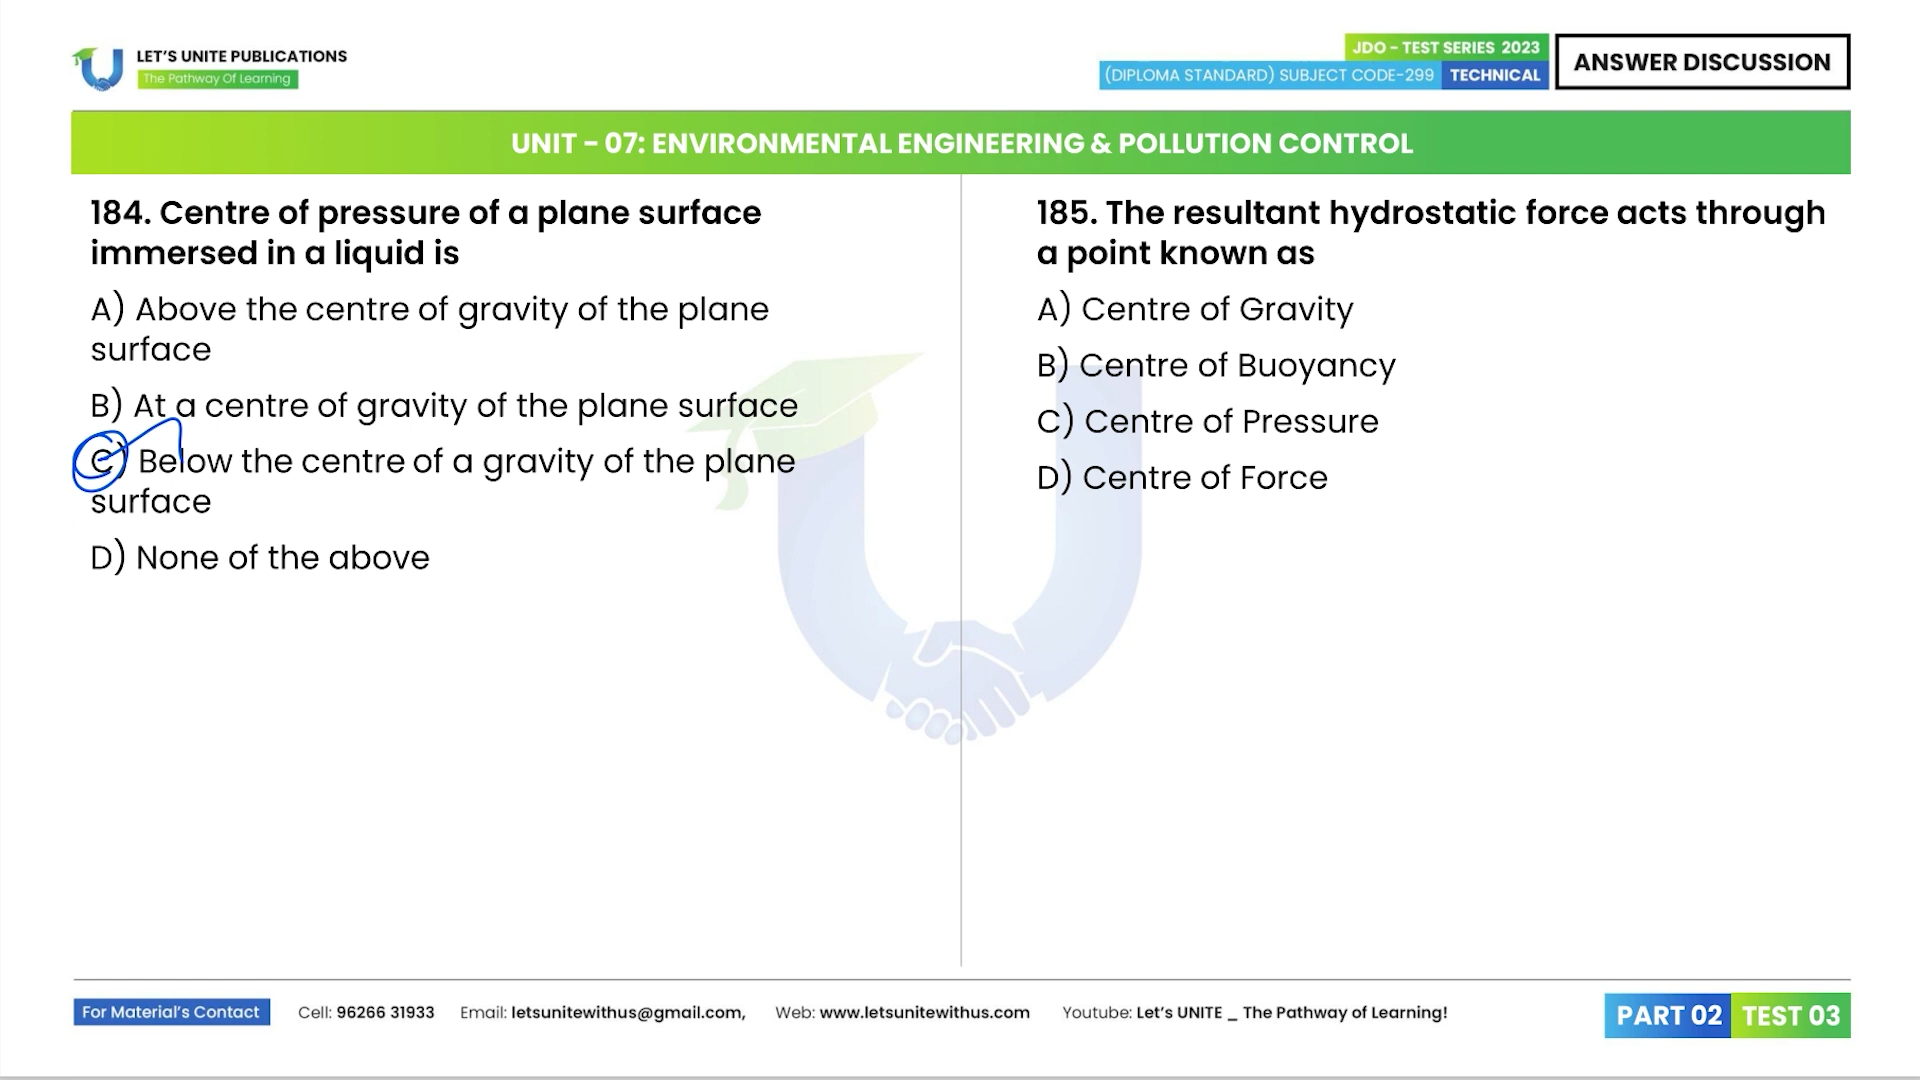 LET'S UNITE PUBLICATIONS
The Pathway Of Learning
JDO - TEST SERIES 2023
(DIPLOMA STANDARD) SUBJECT CODE-299 TECHNICAL
ANSWER DISCUSSION
UNIT – 07: ENVIRONMENTAL ENGINEERING & POLLUTION CONTROL
184. Centre of pressure of a plane surface
immersed in a liquid is
A) Above the centre of gravity of the plane
surface
B) At a centre of gravity of the plane surface
C) Below the centre of a gravity of the plane
surface
D) None of the above
185. The resultant hydrostatic force acts through
a point known as
A) Centre of Gravity
B) Centre of Buoyancy
C) Centre of Pressure
D) Centre of Force
For Material's Contact Cell: 96266 31933 Email: letsunitewithus@gmail.com, Web: www.letsunitewithus.com Youtube: Let's UNITE _ The Pathway of Learning!
PART 02 TEST 03